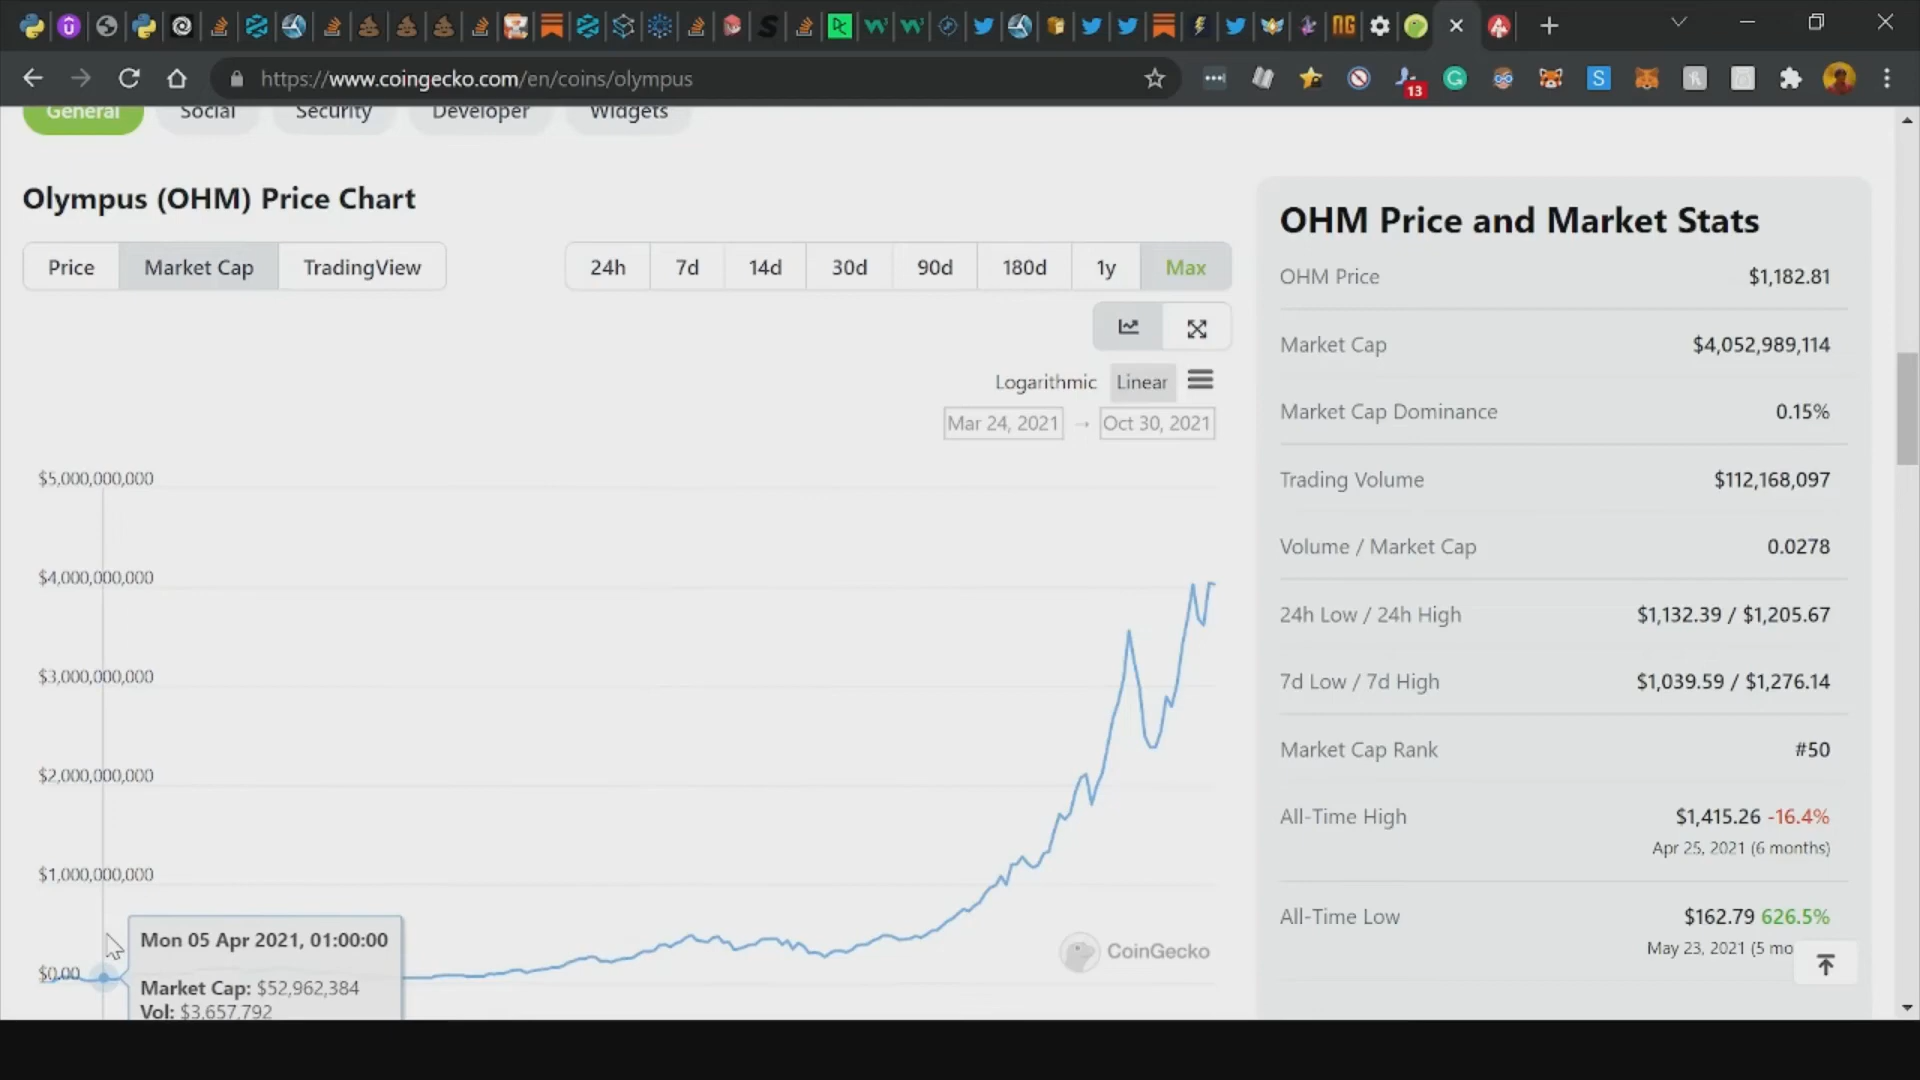 https://www.coingecko.com/en/coins/olympus
13
General Social Security Developer Widgets
Olympus (OHM) Price Chart
Price Market Cap TradingView
24h 7d 14d 30d 90d 180d 1y Max
Logarithmic Linear
Mar 24, 2021 → Oct 30, 2021
$5,000,000,000
$4,000,000,000
$3,000,000,000
$2,000,000,000
$1,000,000,000
$0.00
Mon 05 Apr 2021, 01:00:00
Market Cap: $52,962,384
Vol: $3,657,792
CoinGecko
OHM Price and Market Stats
OHM Price $1,182.81
Market Cap $4,052,989,114
Market Cap Dominance 0.15%
Trading Volume $112,168,097
Volume / Market Cap 0.0278
24h Low / 24h High $1,132.39 / $1,205.67
7d Low / 7d High $1,039.59 / $1,276.14
Market Cap Rank #50
All-Time High $1,415.26 -16.4%
Apr 25, 2021 (6 months)
All-Time Low $162.79 626.5%
May 23, 2021 (5 mo